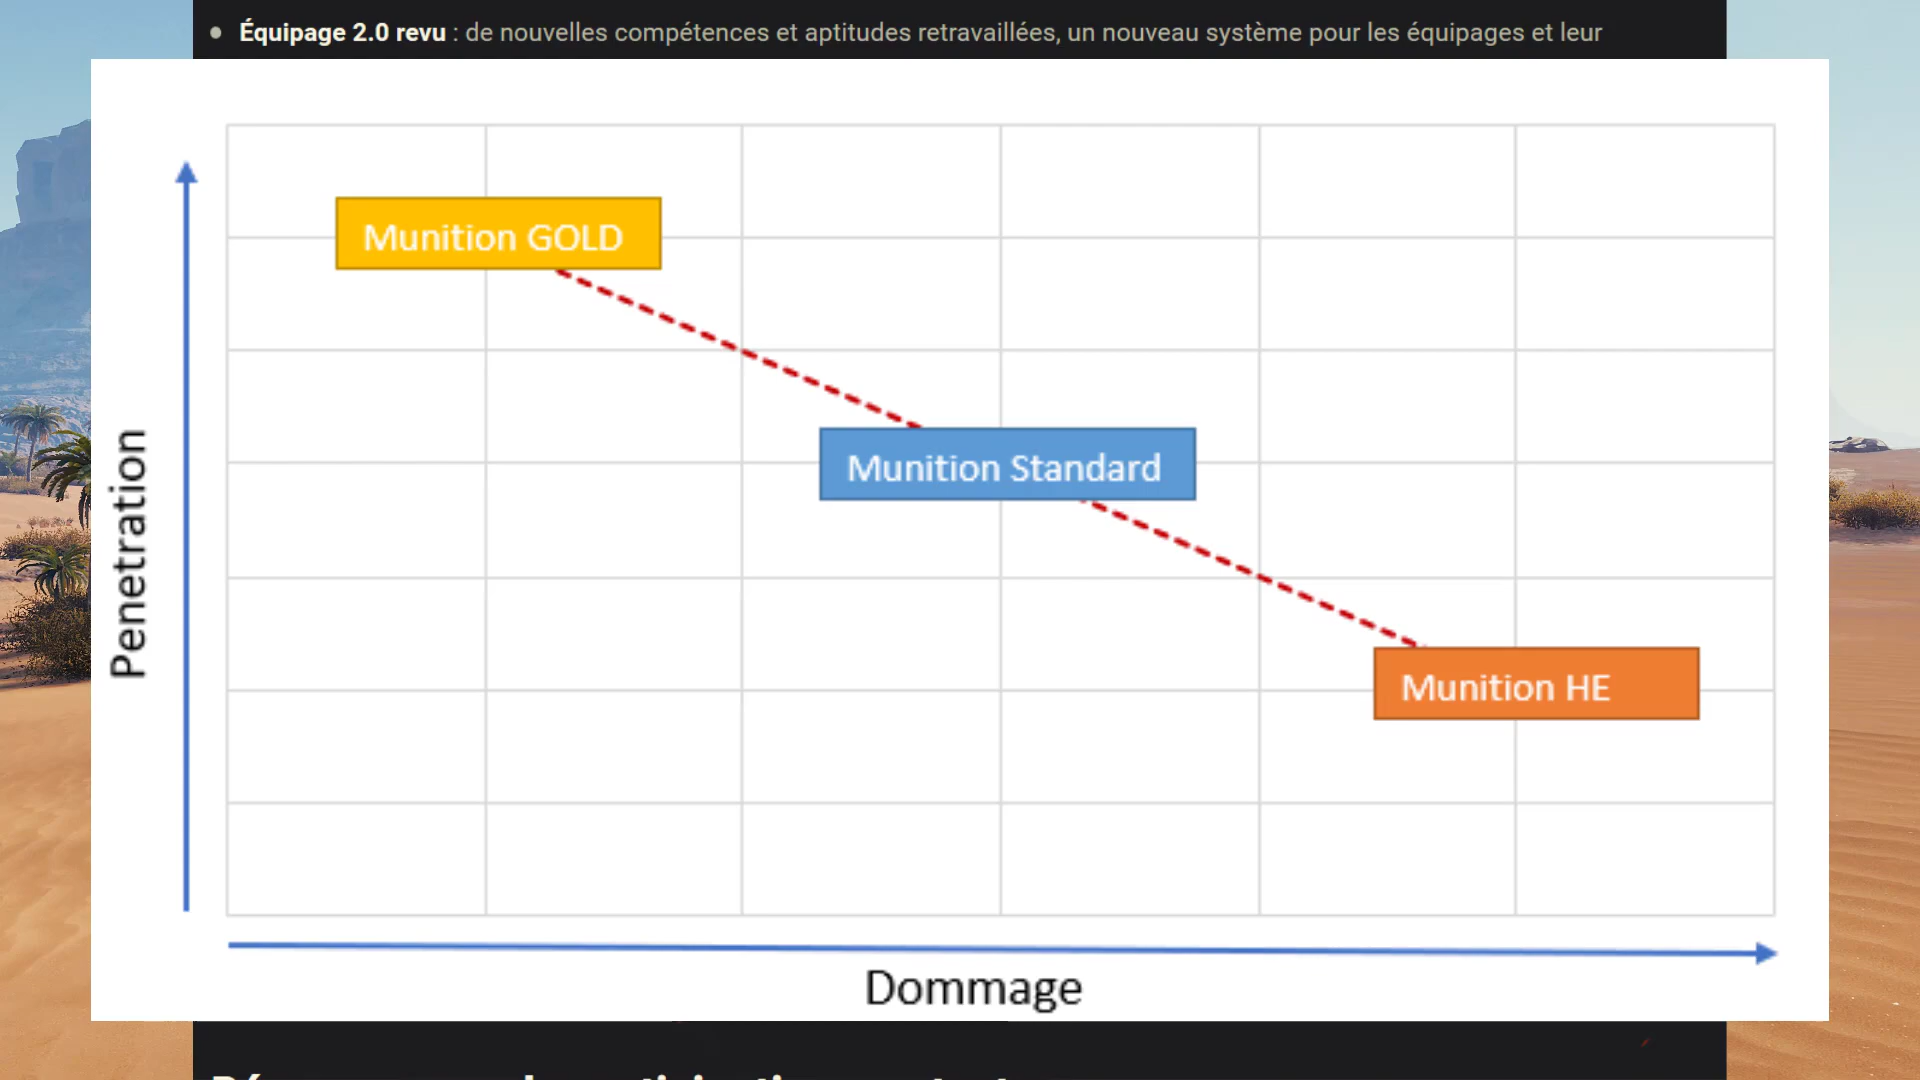 Équipage 2.0 revu : de nouvelles compétences et aptitudes retravaillées, un nouveau système pour les équipages et leur
Munition GOLD
Munition Standard
Munition HE
Penetration
Dommage